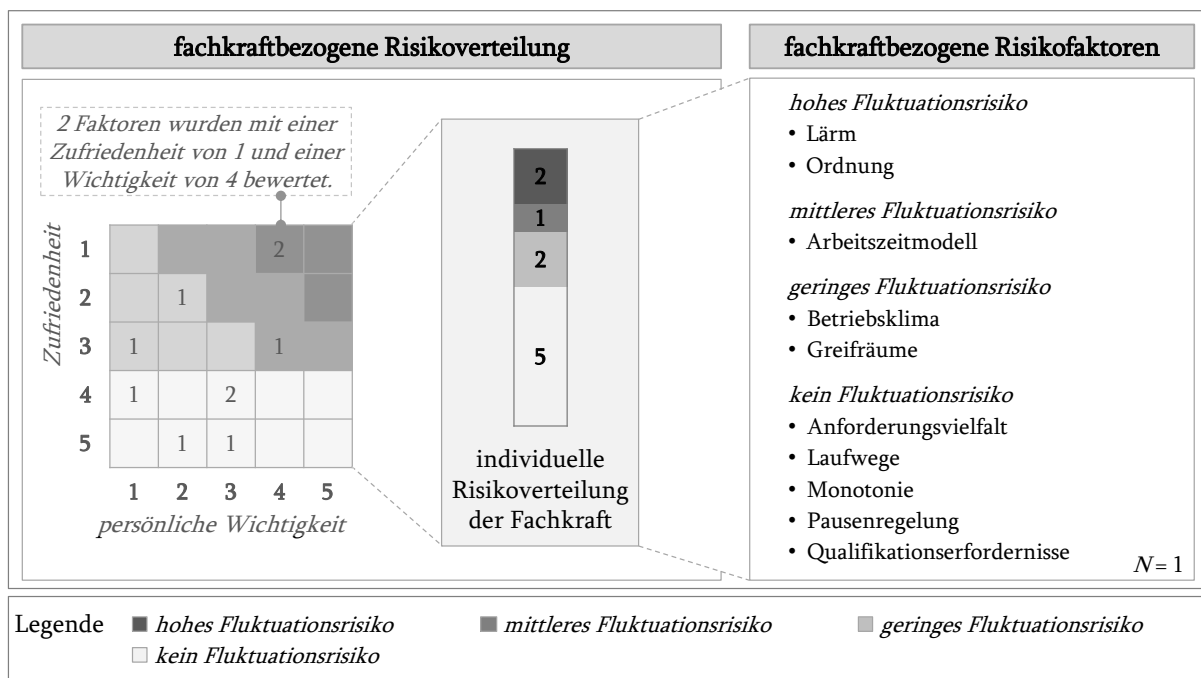 fachkraftbezogene Risikoverteilung
fachkraftbezogene Risikofaktoren
2 Faktoren wurden mit einer
Zufriedenheit von 1 und einer
Wichtigkeit von 4 bewertet.
Zufriedenheit
1 2
2 1
3 1 1
4 1 2
5 1 1
1 2 3 4 5
persönliche Wichtigkeit
2
1
2
5
individuelle
Risikoverteilung
der Fachkraft
hohes Fluktuationsrisiko
• Lärm
• Ordnung
mittleres Fluktuationsrisiko
• Arbeitszeitmodell
geringes Fluktuationsrisiko
• Betriebsklima
• Greifräume
kein Fluktuationsrisiko
• Anforderungsvielfalt
• Laufwege
• Monotonie
• Pausenregelung
• Qualifikationserfordernisse
N = 1
Legende
hohes Fluktuationsrisiko
mittleres Fluktuationsrisiko
geringes Fluktuationsrisiko
kein Fluktuationsrisiko